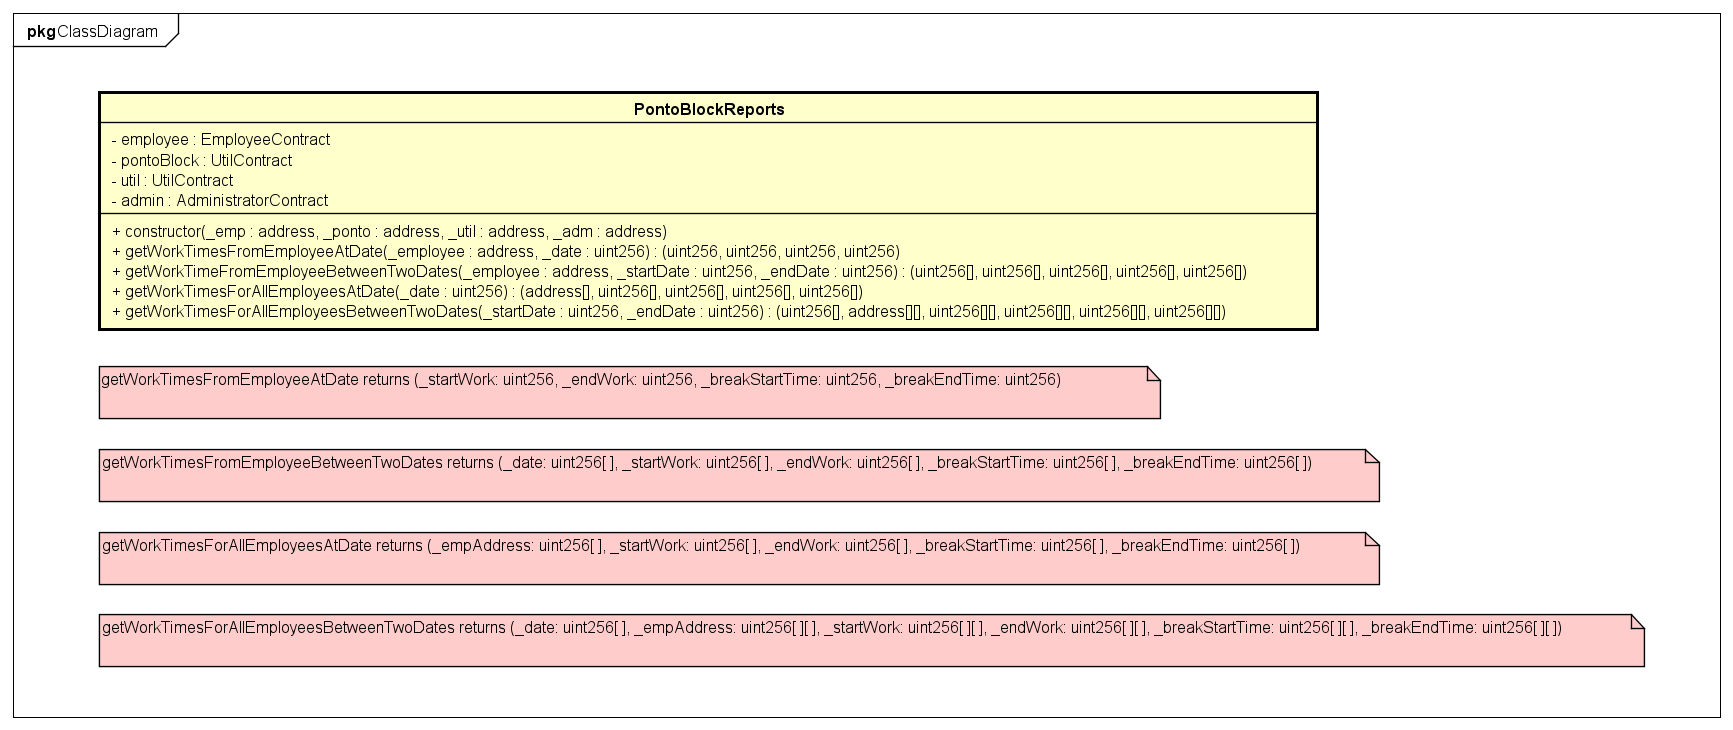 pkg ClassDiagram
PontoBlockReports
- employee : EmployeeContract
- pontoBlock : UtilContract
- util : UtilContract
- admin : AdministratorContract
+ constructor(_emp : address, _ponto : address, _util : address, _adm : address)
+ getWorkTimesFromEmployeeAtDate(_employee : address, _date : uint256) : (uint256, uint256, uint256, uint256)
+ getWorkTimeFromEmployeeBetweenTwoDates(_employee : address, _startDate : uint256, _endDate : uint256) : (uint256[], uint256[], uint256[], uint256[], uint256[])
+ getWorkTimesForAllEmployeesAtDate(_date : uint256) : (address[], uint256[], uint256[], uint256[], uint256[])
+ getWorkTimesForAllEmployeesBetweenTwoDates(_startDate : uint256, _endDate : uint256) : (uint256[], address[][], uint256[][], uint256[][], uint256[][], uint256[][])
getWorkTimesFromEmployeeAtDate returns (_startWork: uint256, _endWork: uint256, _breakStartTime: uint256, _breakEndTime: uint256)
getWorkTimesFromEmployeeBetweenTwoDates returns (_date: uint256[ ], _startWork: uint256[ ], _endWork: uint256[ ], _breakStartTime: uint256[ ], _breakEndTime: uint256[ ])
getWorkTimesForAllEmployeesAtDate returns (_empAddress: uint256[ ], _startWork: uint256[ ], _endWork: uint256[ ], _breakStartTime: uint256[ ], _breakEndTime: uint256[ ])
getWorkTimesForAllEmployeesBetweenTwoDates returns (_date: uint256[ ], _empAddress: uint256[ ][ ], _startWork: uint256[ ][ ], _endWork: uint256[ ][ ], _breakStartTime: uint256[ ][ ], _breakEndTime: uint256[ ][ ])